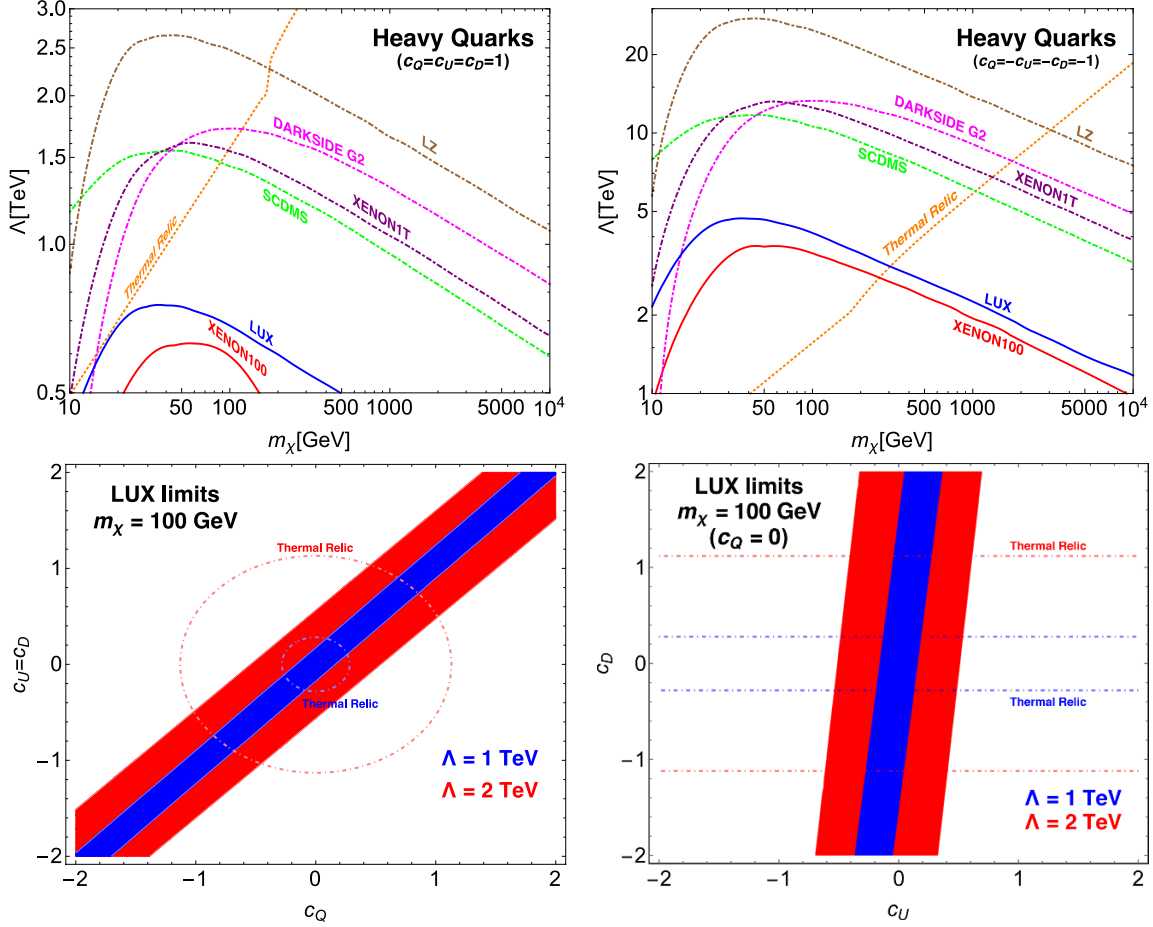 Heavy Quarks
(c_Q=c_U=c_D=1)
3.0
2.5
2.0
1.5
1.0
0.5
Λ[TeV]
LZ
DARKSIDE G2
XENON1T
SCDMS
Thermal Relic
LUX
XENON100
10
50
100
500
1000
5000
10⁴
m_χ[GeV]
Heavy Quarks
(c_Q=-c_U=-c_D=-1)
20
10
5
2
1
Λ[TeV]
LZ
DARKSIDE G2
XENON1T
SCDMS
Thermal Relic
LUX
XENON100
10
50
100
500
1000
5000
10⁴
m_χ[GeV]
LUX limits
m_χ = 100 GeV
2
1
0
−1
−2
c_U=c_D
Thermal Relic
Thermal Relic
Λ = 1 TeV
Λ = 2 TeV
−2
−1
0
1
2
c_Q
LUX limits
m_χ = 100 GeV
(c_Q = 0)
2
1
0
−1
−2
c_D
Thermal Relic
Thermal Relic
Λ = 1 TeV
Λ = 2 TeV
−2
−1
0
1
2
c_U